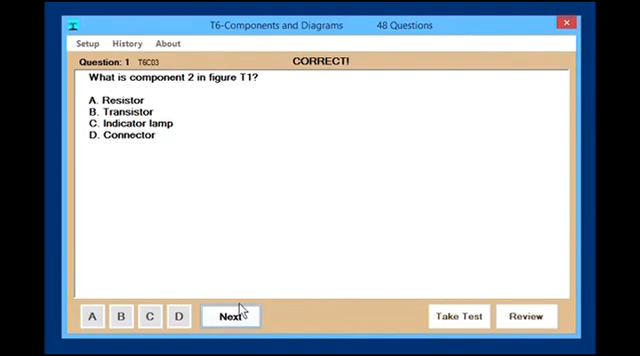 T6-Components and Diagrams 48 Questions
Setup History About
Question: 1 T6C03 CORRECT!
What is component 2 in figure T1?
A. Resistor
B. Transistor
C. Indicator lamp
D. Connector
A B C D Next Take Test Review